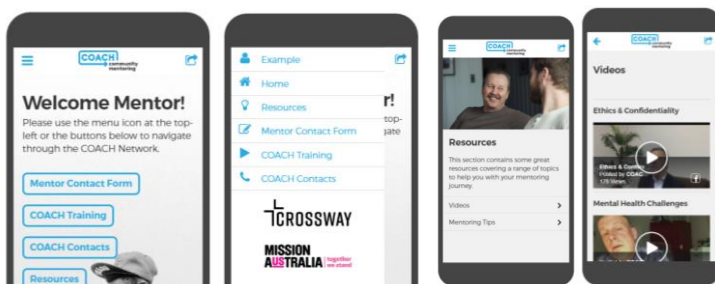 COACH
community
mentoring
Welcome Mentor!
Please use the menu icon at the top-
left or the buttons below to navigate
through the COACH Network.
Mentor Contact Form
COACH Training
COACH Contacts
Resources
Example
Home
Resources
Mentor Contact Form
COACH Training
COACH Contacts
r!
top-
gate
CROSSWAY
MISSION
AUSTRALIA
together
we stand
COACH
community
mentoring
Resources
This section contains some great
resources covering a range of topics
to help you with your mentoring
journey.
Videos
Mentoring Tips
COACH
community
mentoring
Videos
Ethics & Confidentiality
Posted by COAC
178 Views
Mental Health Challenges